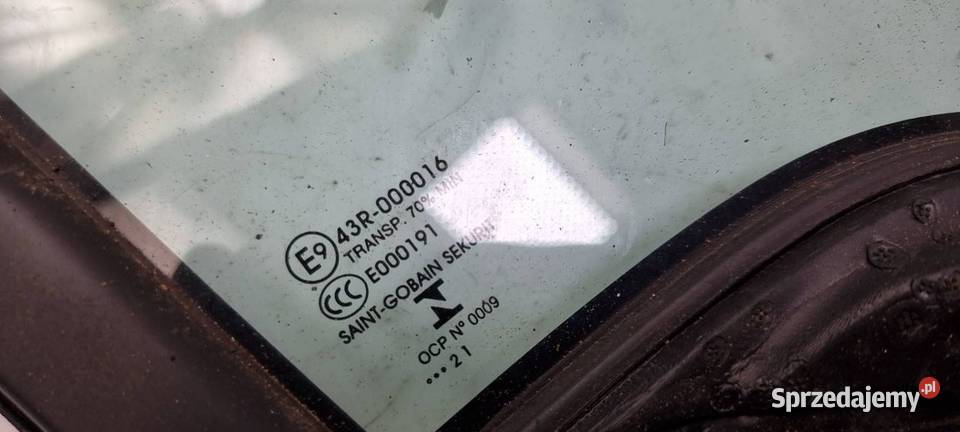 E9 43R-000016
TRANSP. 70% MIN
CCC E000191
SAINT-GOBAIN SEKURIT
OCP Nº 0009
••• 21
Sprzedajemy.pl